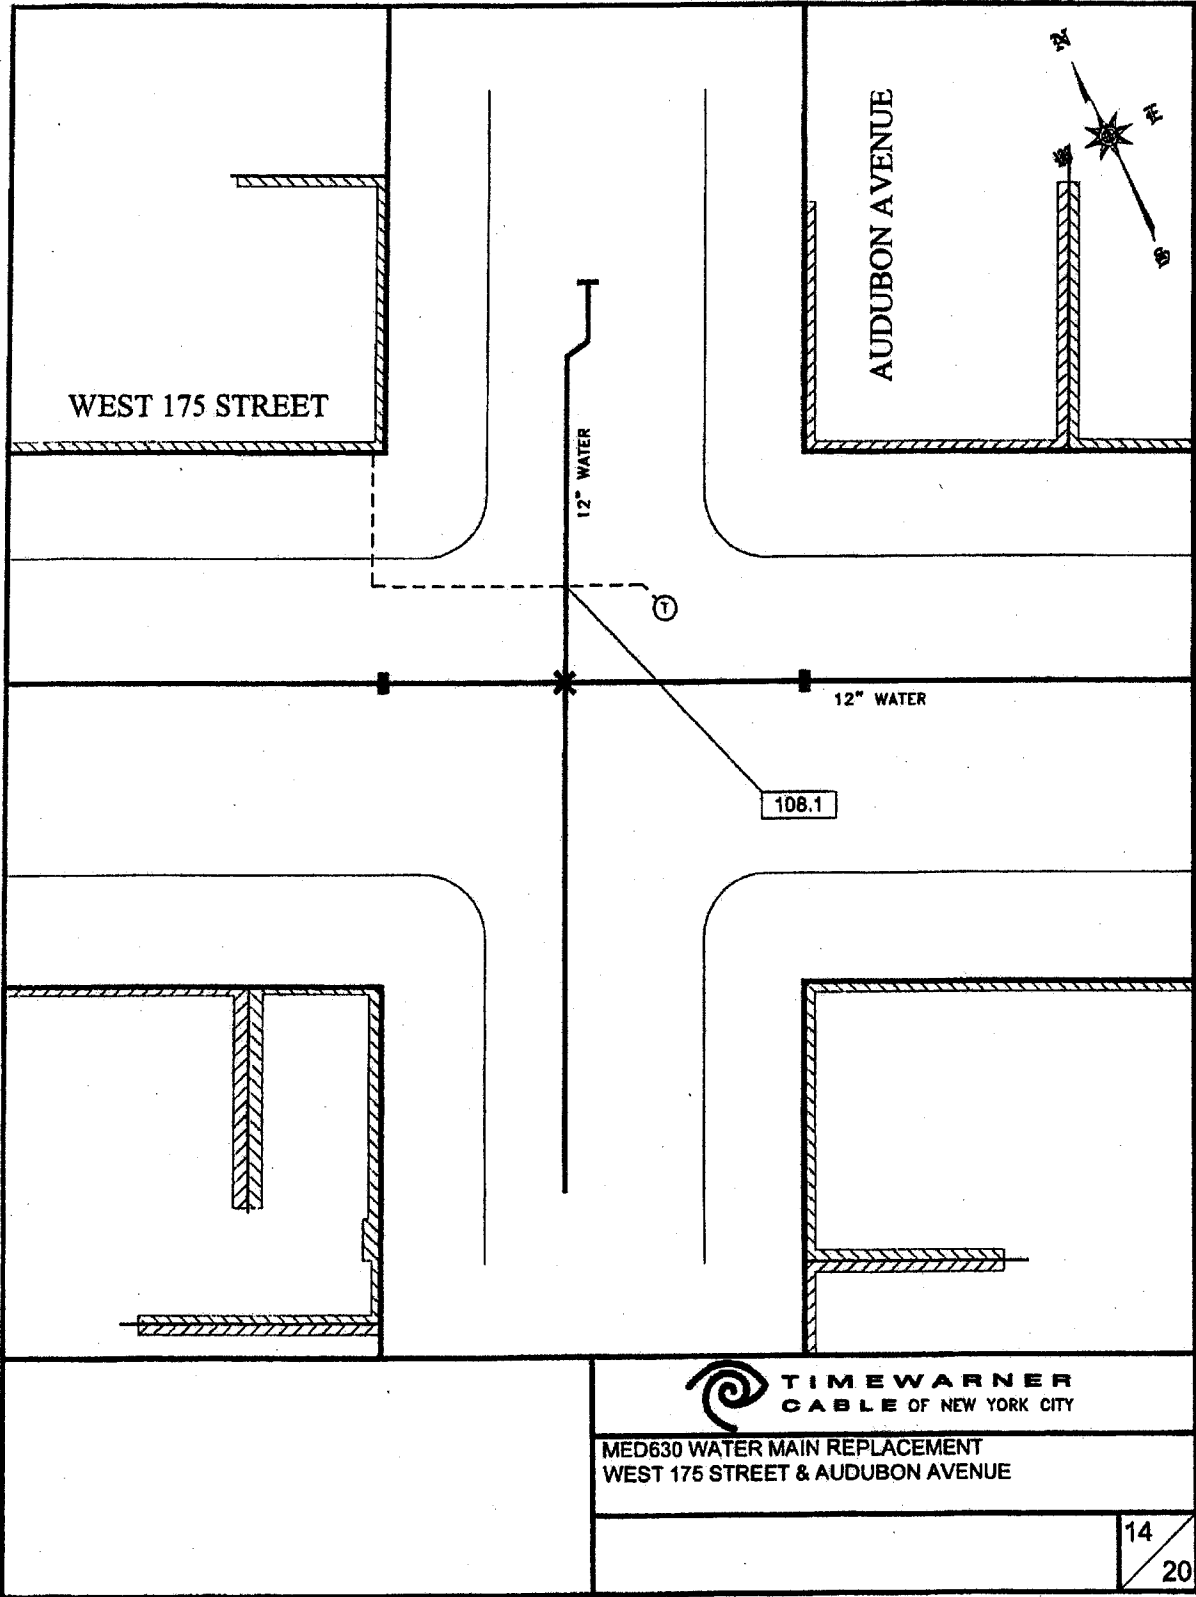 N
E
W
S
AUDUBON AVENUE
WEST 175 STREET
12" WATER
T
12" WATER
108.1
TIMEWARNER
CABLE OF NEW YORK CITY
MED630 WATER MAIN REPLACEMENT
WEST 175 STREET & AUDUBON AVENUE
14
20